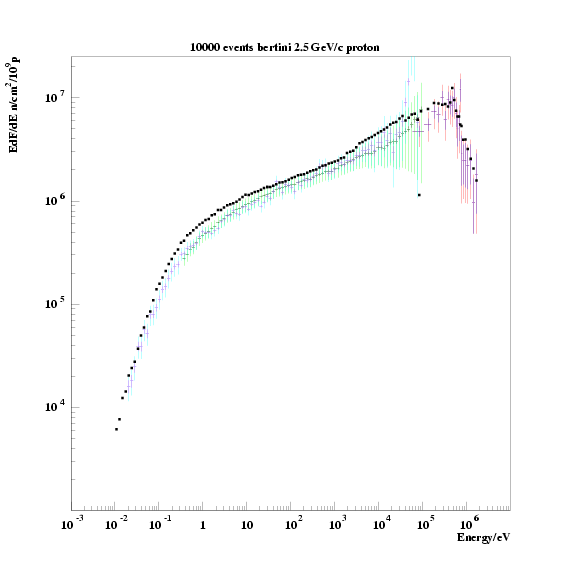 10000 events bertini 2.5 GeV/c proton
EdF/dE n/cm²/10⁹p
10⁷
10⁶
10⁵
10⁴
10⁻³ 10⁻² 10⁻¹ 1 10 10² 10³ 10⁴ 10⁵ 10⁶
Energy/eV